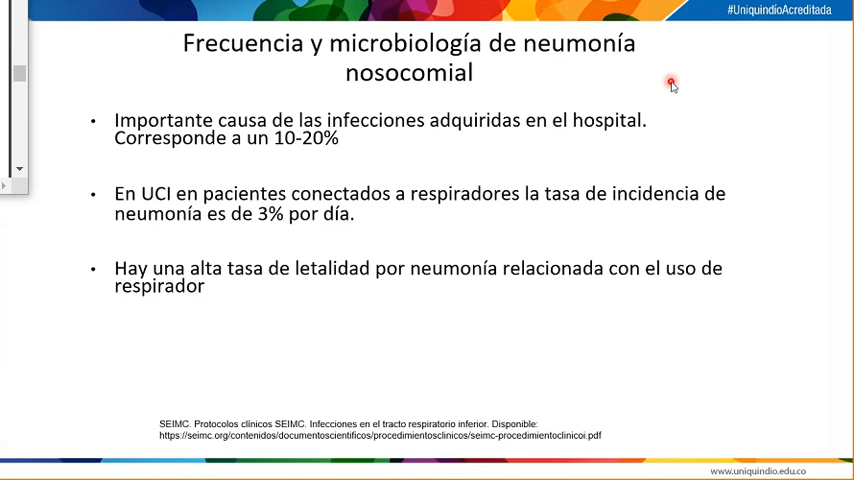 #UniquindioAcreditada
Frecuencia y microbiología de neumonía
nosocomial
• Importante causa de las infecciones adquiridas en el hospital.
Corresponde a un 10-20%
• En UCI en pacientes conectados a respiradores la tasa de incidencia de
neumonía es de 3% por día.
• Hay una alta tasa de letalidad por neumonía relacionada con el uso de
respirador
SEIMC. Protocolos clínicos SEIMC. Infecciones en el tracto respiratorio inferior. Disponible:
https://seimc.org/contenidos/documentoscientificos/procedimientosclinicos/seimc-procedimientoclinicoi.pdf
www.uniquindio.edu.co